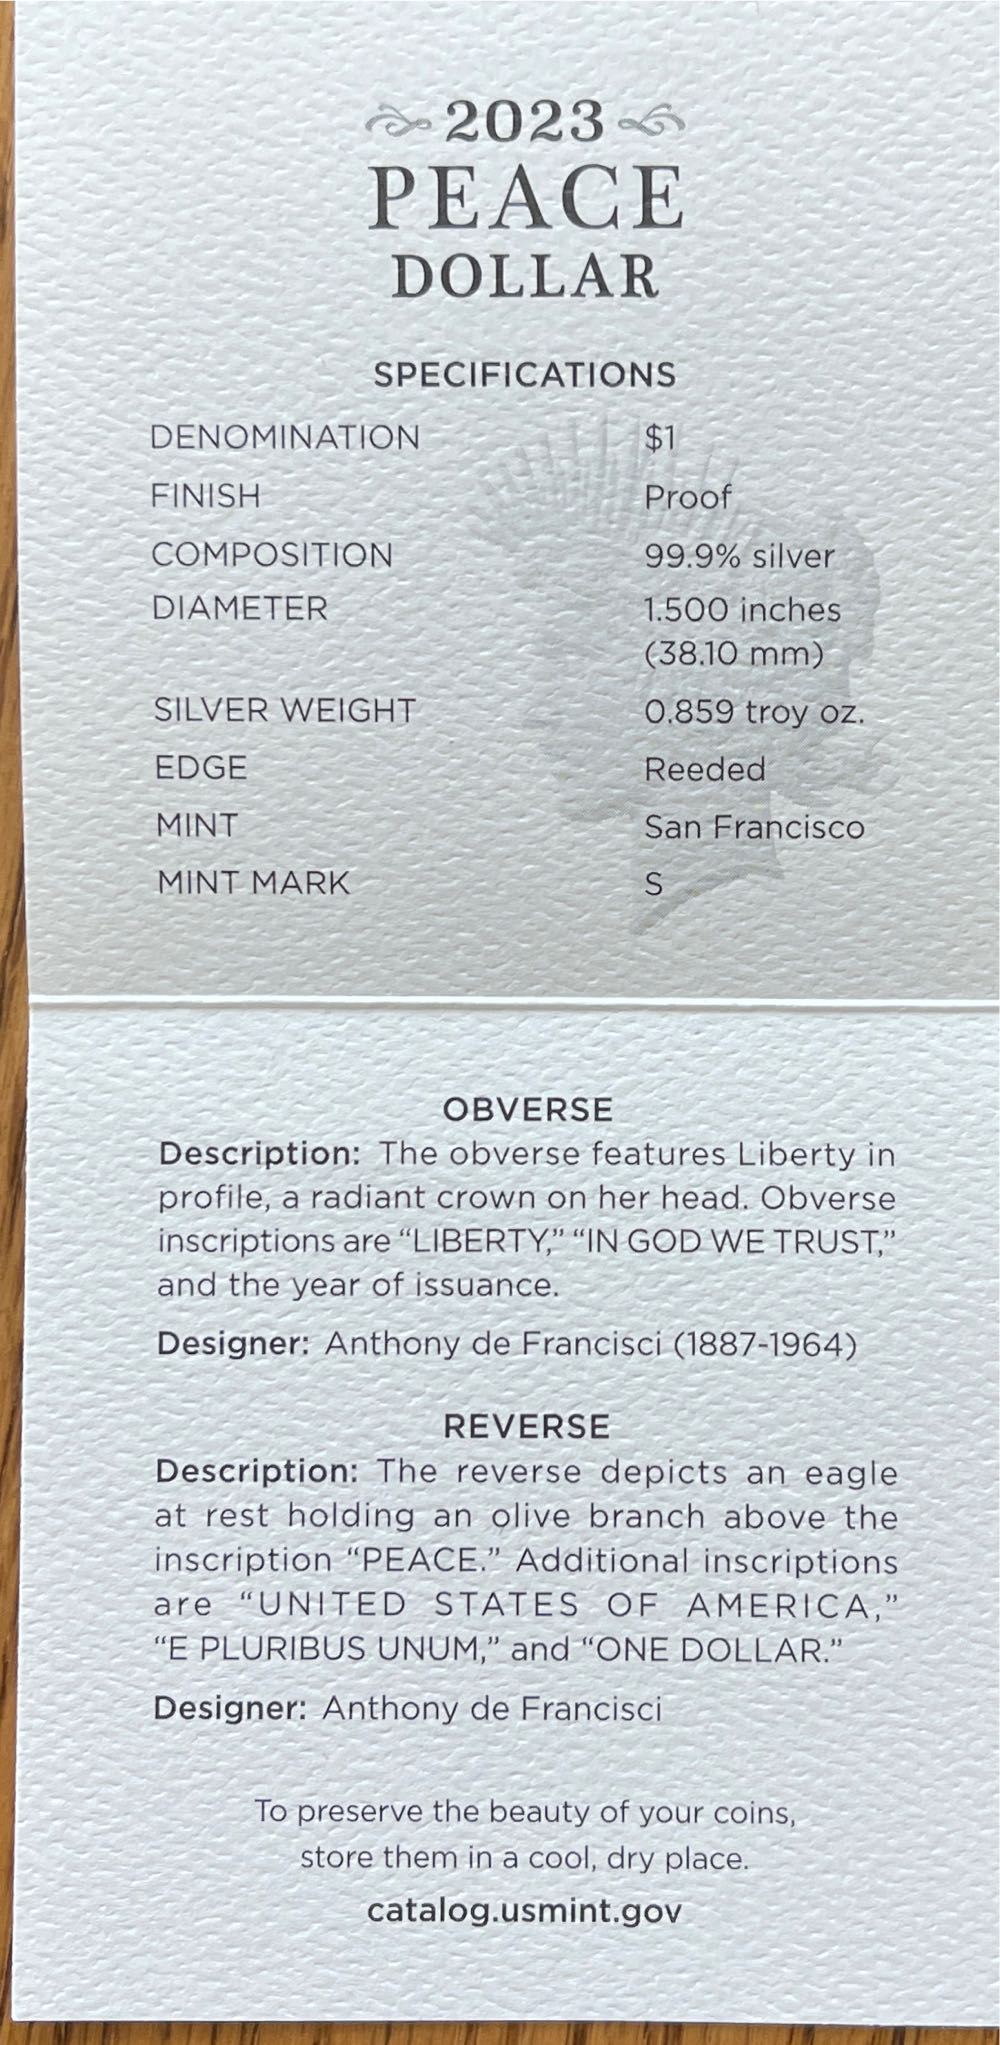 2023
PEACE
DOLLAR
SPECIFICATIONS
DENOMINATION $1
FINISH Proof
COMPOSITION 99.9% silver
DIAMETER 1.500 inches
(38.10 mm)
SILVER WEIGHT 0.859 troy oz.
EDGE Reeded
MINT San Francisco
MINT MARK S
OBVERSE
Description: The obverse features Liberty in
profile, a radiant crown on her head. Obverse
inscriptions are “LIBERTY,” “IN GOD WE TRUST,”
and the year of issuance.
Designer: Anthony de Francisci (1887-1964)
REVERSE
Description: The reverse depicts an eagle
at rest holding an olive branch above the
inscription “PEACE.” Additional inscriptions
are “UNITED STATES OF AMERICA,”
“E PLURIBUS UNUM,” and “ONE DOLLAR.”
Designer: Anthony de Francisci
To preserve the beauty of your coins,
store them in a cool, dry place.
catalog.usmint.gov